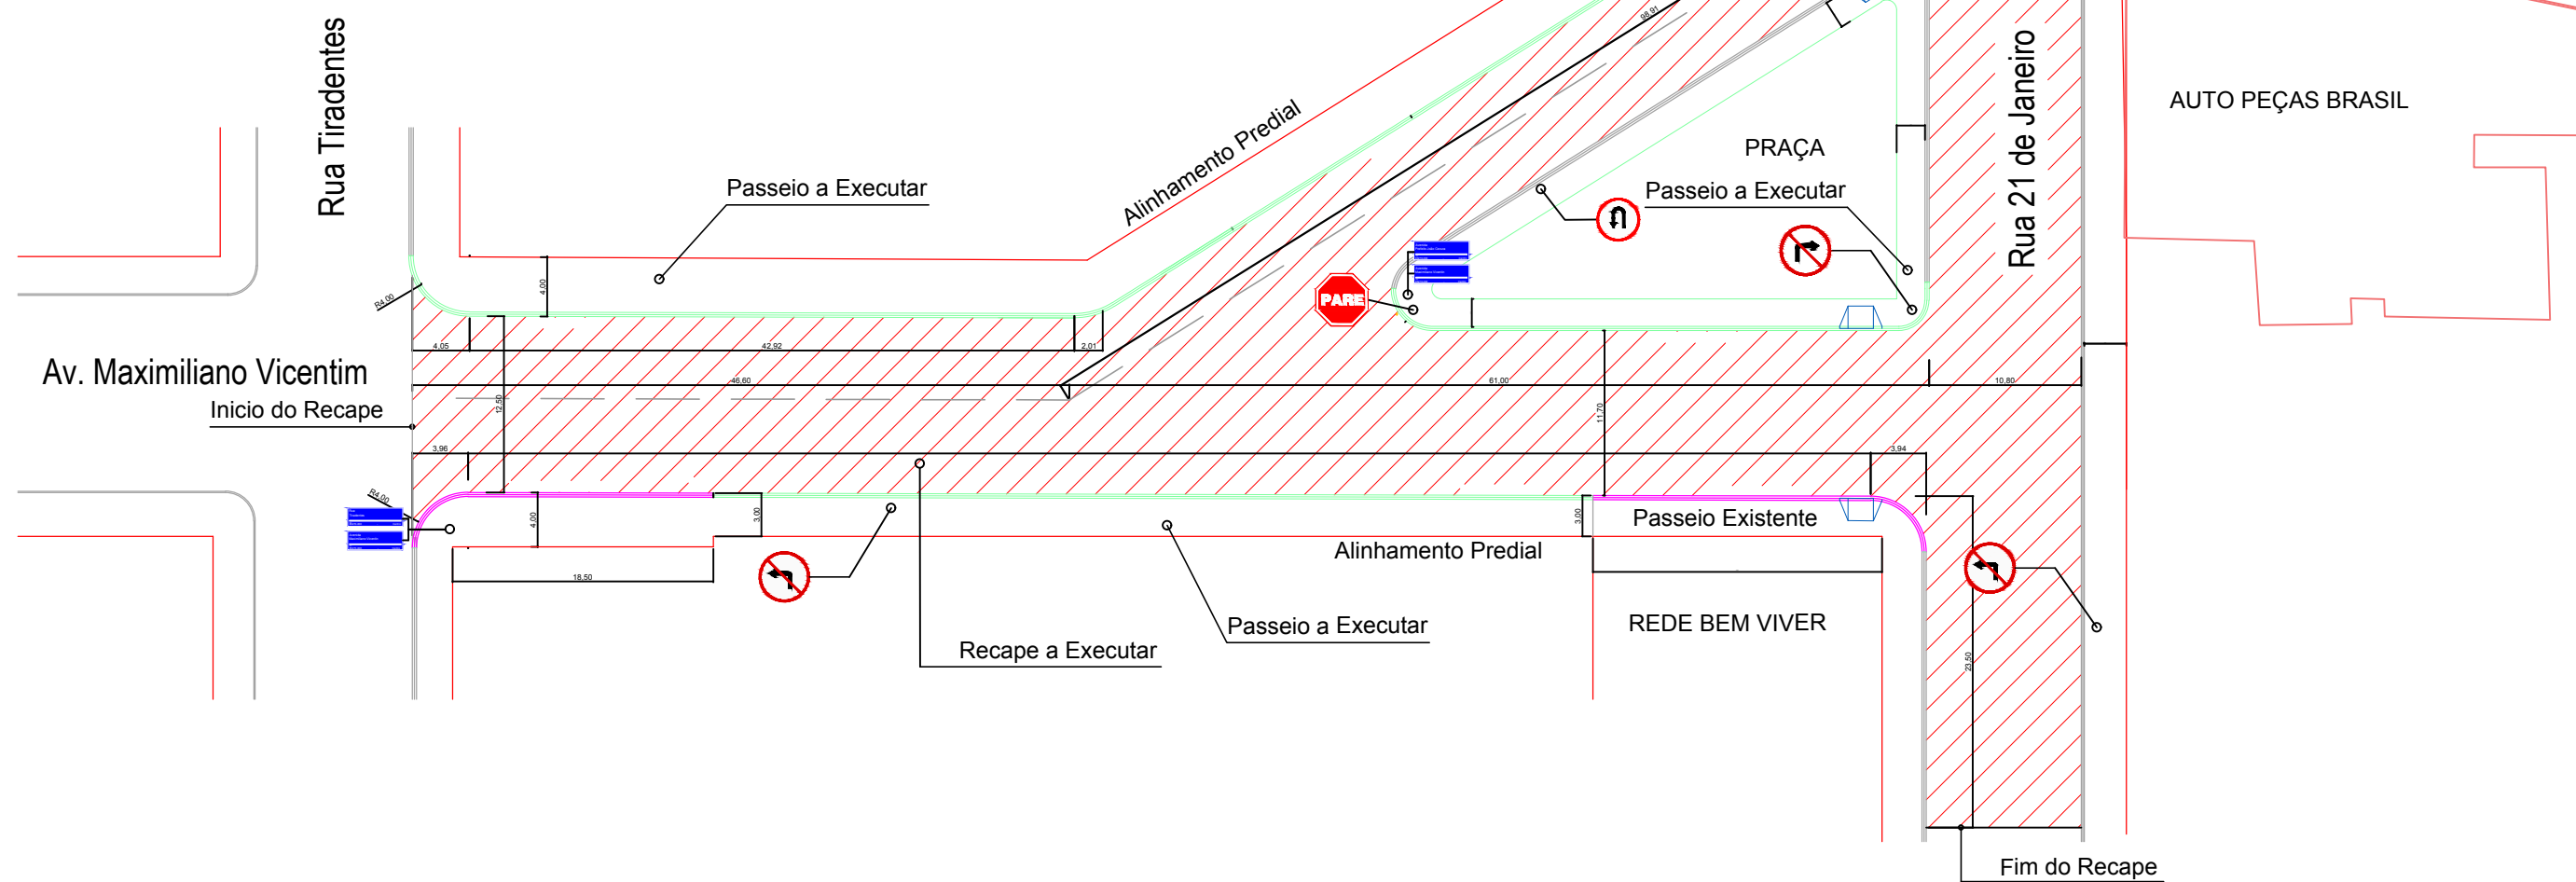 Rua Tiradentes
98,91
Rua 21 de Janeiro
AUTO PEÇAS BRASIL
Alinhamento Predial
PRAÇA
Passeio a Executar
Passeio a Executar
4,00
R4,00
PARE
4,05
42,92
2,01
Av. Maximiliano Vicentim
46,60
61,00
10,80
Inicio do Recape
12,50
11,70
3,96
3,94
R4,00
4,00
3,00
3,00
Passeio Existente
Alinhamento Predial
18,50
Passeio a Executar
REDE BEM VIVER
Recape a Executar
23,50
Fim do Recape